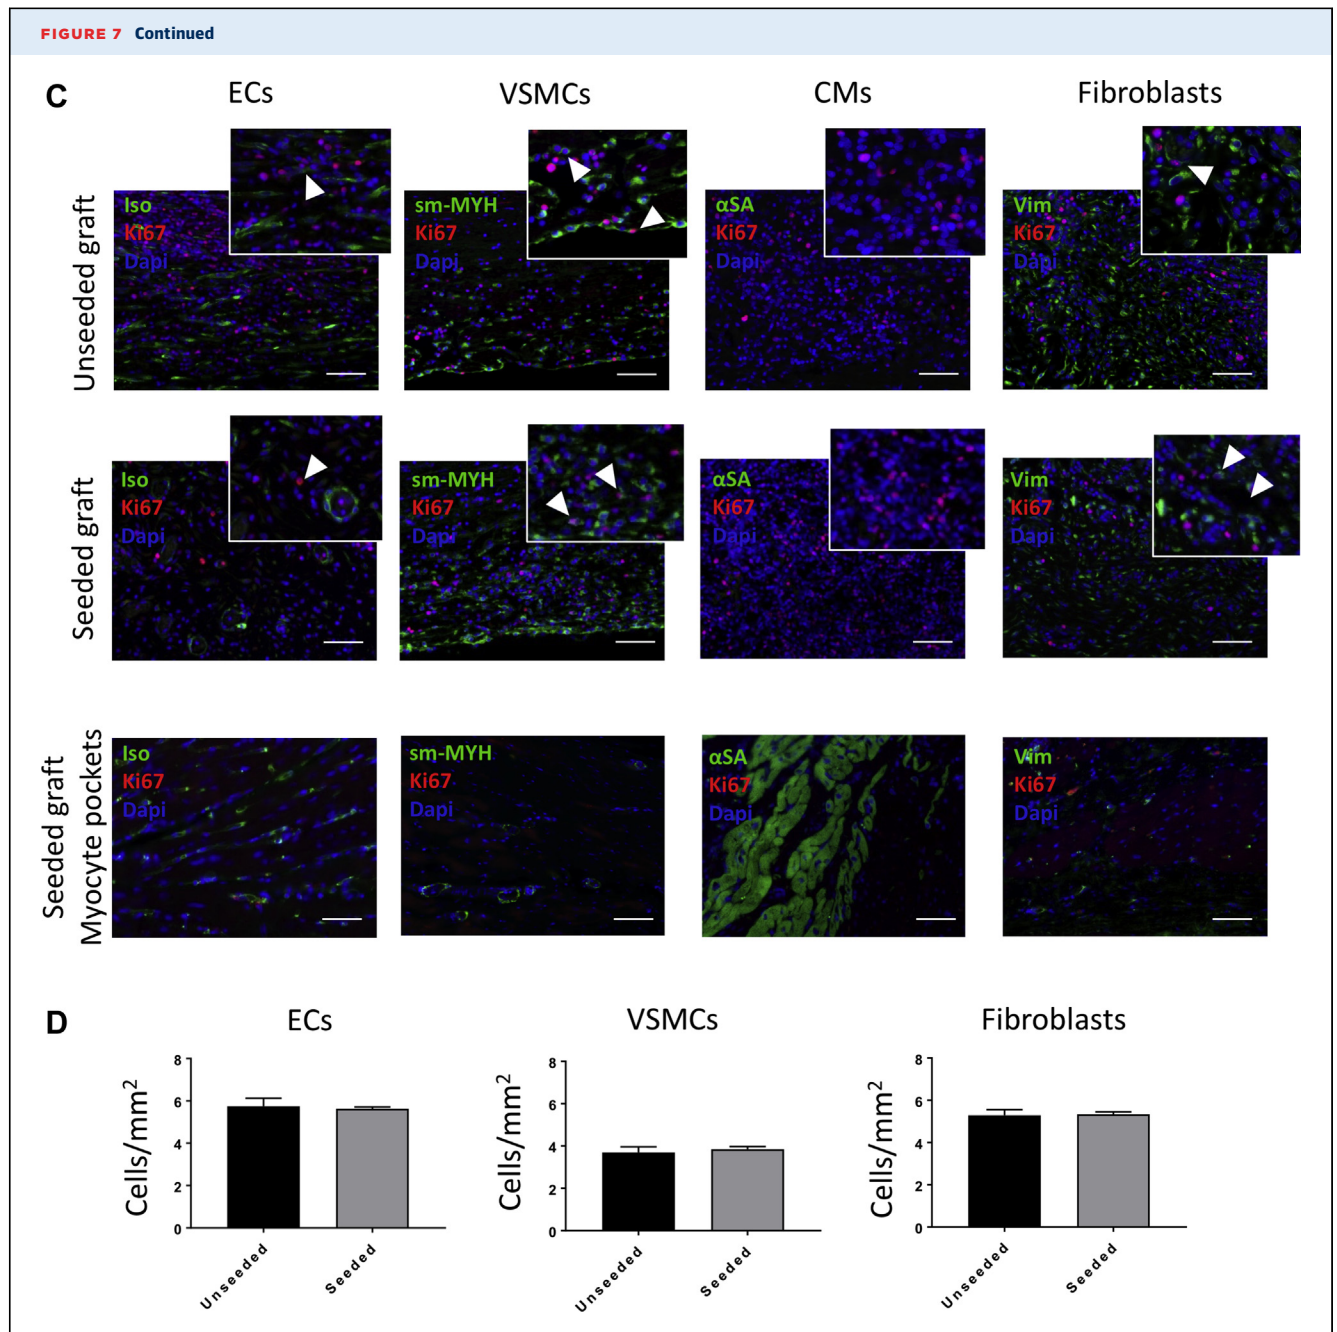 FIGURE 7 Continued
C
ECs VSMCs CMs Fibroblasts
Unseeded graft
Iso
Ki67
Dapi
sm-MYH
Ki67
Dapi
αSA
Ki67
Dapi
Vim
Ki67
Dapi
Seeded graft
Iso
Ki67
Dapi
sm-MYH
Ki67
Dapi
αSA
Ki67
Dapi
Vim
Ki67
Dapi
Seeded graft
Myocyte pockets
Iso
Ki67
Dapi
sm-MYH
Ki67
Dapi
αSA
Ki67
Dapi
Vim
Ki67
Dapi
D
ECs
Cells/mm²
8
6
4
2
0
Unseeded
Seeded
VSMCs
Cells/mm²
8
6
4
2
0
Unseeded
Seeded
Fibroblasts
Cells/mm²
8
6
4
2
0
Unseeded
Seeded